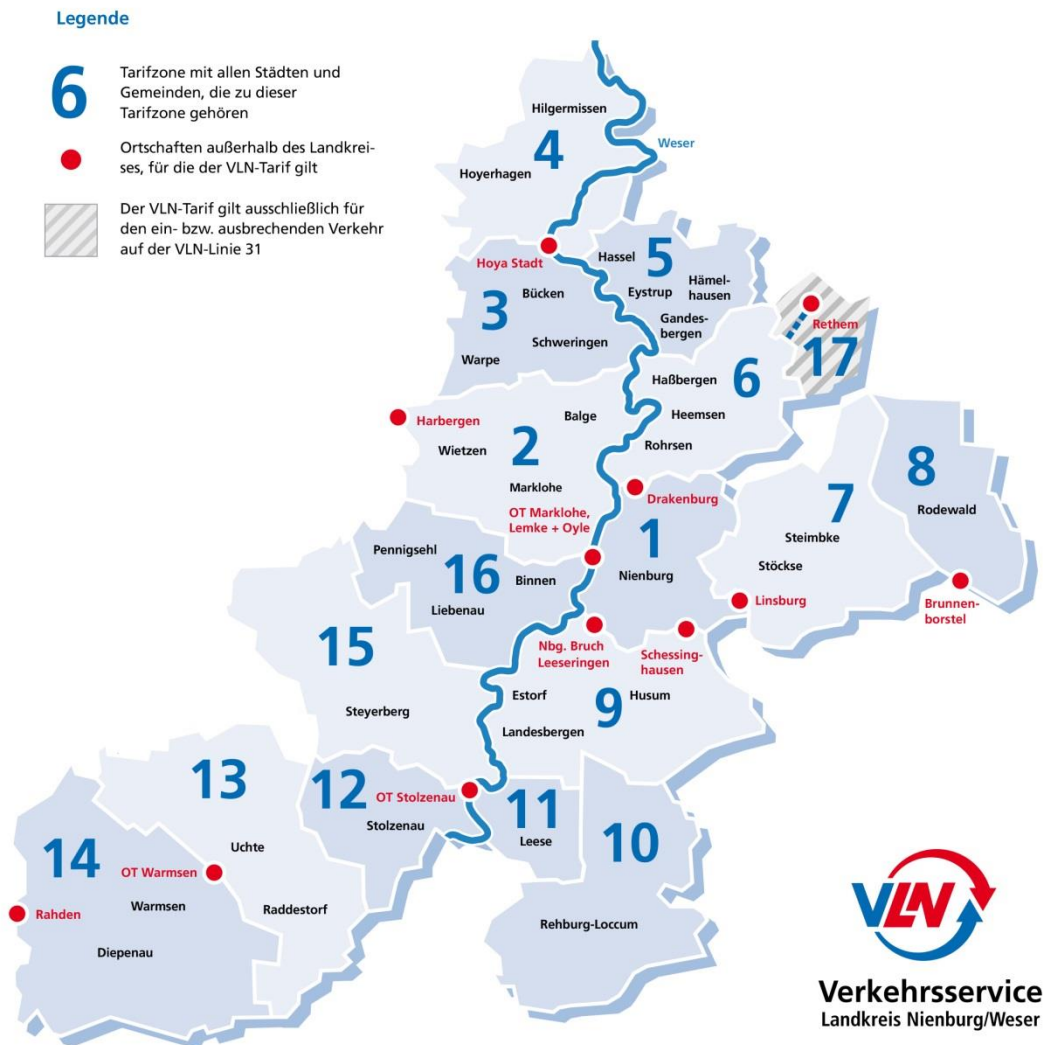 Legende
6
Tarifzone mit allen Städten und
Gemeinden, die zu dieser
Tarifzone gehören
Ortschaften außerhalb des Landkrei-
ses, für die der VLN-Tarif gilt
Der VLN-Tarif gilt ausschließlich für
den ein- bzw. ausbrechenden Verkehr
auf der VLN-Linie 31
Hilgermissen
4
Weser
Hoyerhagen
Hoya Stadt
Hassel
5
Hämel-
hausen
Eystrup
Gandes-
bergen
Bücken
3
Schweringen
Warpe
Rethem
17
Haßbergen
6
Heemsen
Rohrsen
Harbergen
Balge
Wietzen
2
Marklohe
OT Marklohe,
Lemke + Oyle
Drakenburg
1
Nienburg
7
Steimbke
Stöckse
8
Rodewald
Linsburg
Brunnen-
borstel
Pennigsehl
16
Binnen
Liebenau
Nbg. Bruch
Leeseringen
Schessing-
hausen
15
Steyerberg
Estorf
9
Husum
Landesbergen
13
Uchte
Raddestorf
12
OT Stolzenau
Stolzenau
11
Leese
10
Rehburg-Loccum
14
OT Warmsen
Warmsen
Rahden
Diepenau
VLN
Verkehrsservice
Landkreis Nienburg/Weser